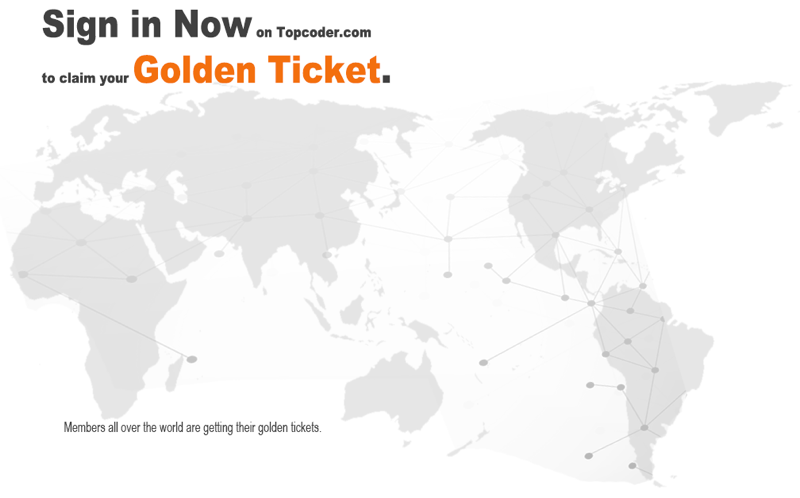 Sign in Now on Topcoder.com
to claim your Golden Ticket.
Members all over the world are getting their golden tickets.